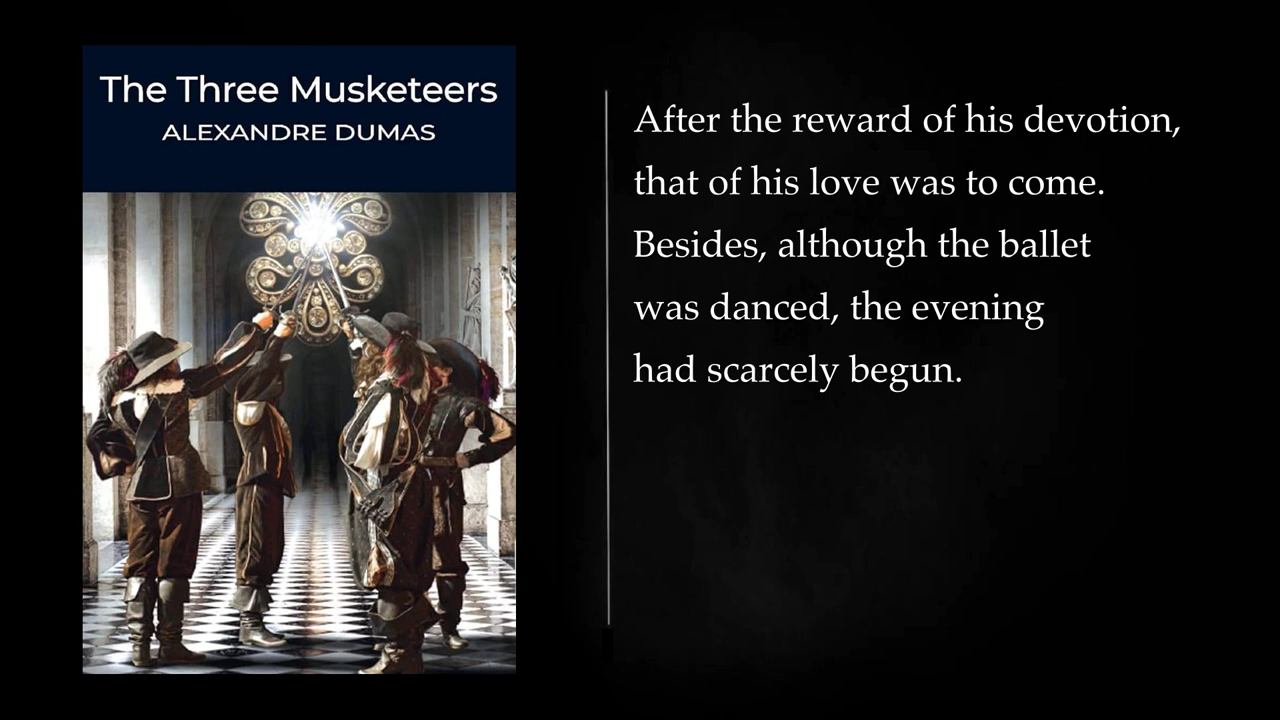 The Three Musketeers
ALEXANDRE DUMAS
After the reward of his devotion,
that of his love was to come.
Besides, although the ballet
was danced, the evening
had scarcely begun.